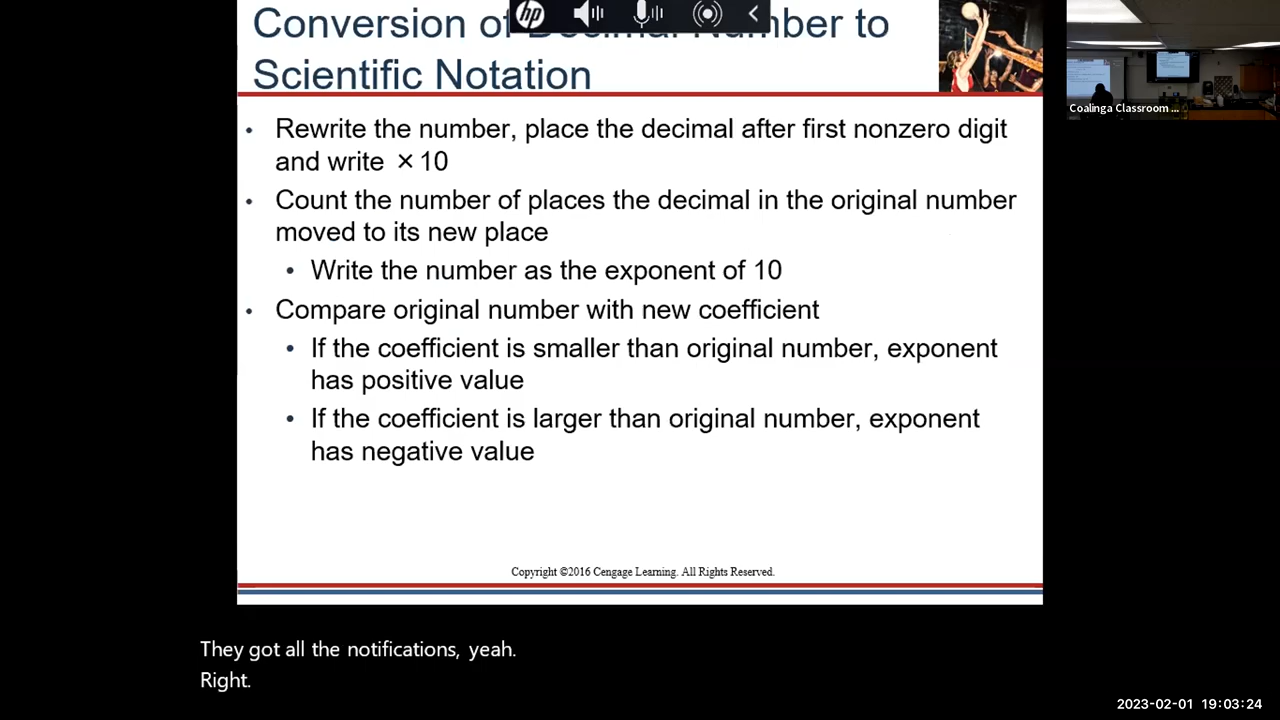 Conversion of Decimal Number to
Scientific Notation
hp
Coalinga Classroom ...
• Rewrite the number, place the decimal after first nonzero digit
and write × 10
• Count the number of places the decimal in the original number
moved to its new place
• Write the number as the exponent of 10
• Compare original number with new coefficient
• If the coefficient is smaller than original number, exponent
has positive value
• If the coefficient is larger than original number, exponent
has negative value
Copyright ©2016 Cengage Learning. All Rights Reserved.
They got all the notifications, yeah.
Right.
2023-02-01 19:03:24